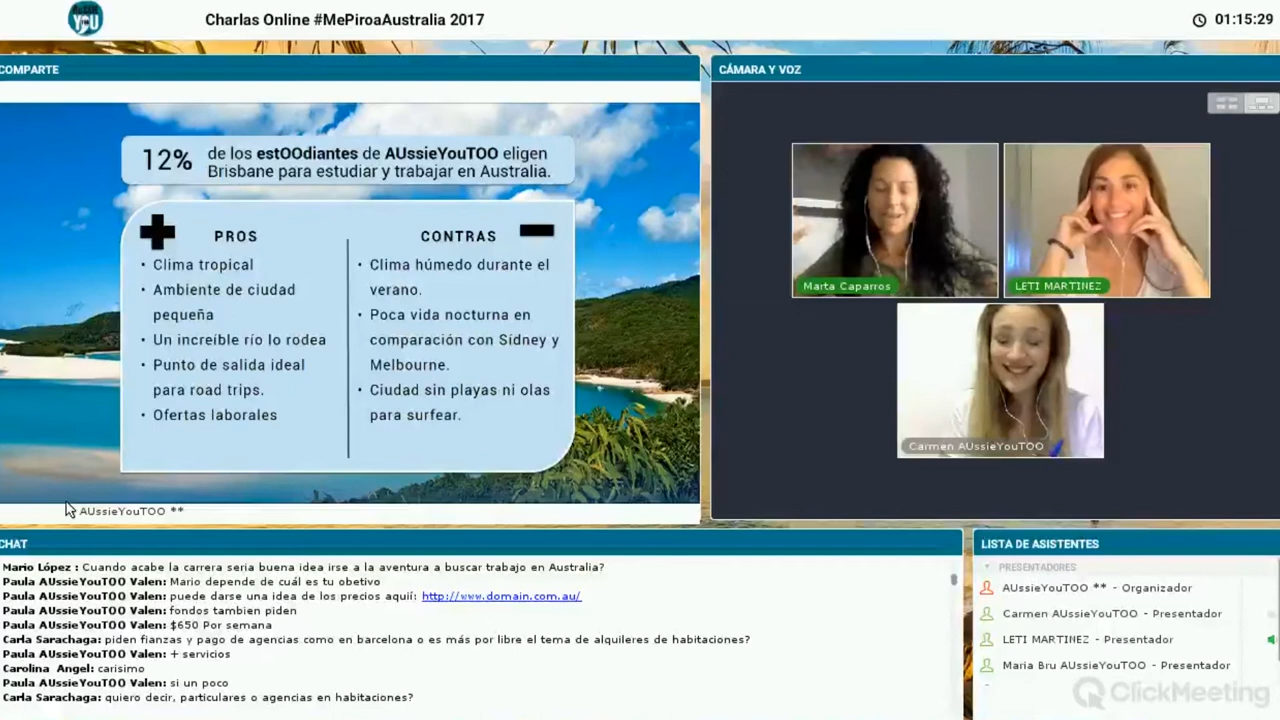 AUSSIE
YOU
Charlas Online #MePiroaAustralia 2017
01:15:29
COMPARTE
CÁMARA Y VOZ
12%
de los estOOdiantes de AUssieYouTOO eligen
Brisbane para estudiar y trabajar en Australia.
PROS
• Clima tropical
• Ambiente de ciudad
pequeña
• Un increíble río lo rodea
• Punto de salida ideal
para road trips.
• Ofertas laborales
CONTRAS
• Clima húmedo durante el
verano.
• Poca vida nocturna en
comparación con Sídney y
Melbourne.
• Ciudad sin playas ni olas
para surfear.
Marta Caparros
LETI MARTINEZ
Carmen AUssieYouTOO
AUssieYouTOO **
CHAT
Mario López : Cuando acabe la carrera seria buena idea irse a la aventura a buscar trabajo en Australia?
Paula AUssieYouTOO Valen: Mario depende de cuál es tu obetivo
Paula AUssieYouTOO Valen: puede darse una idea de los precios aquií: http://www.domain.com.au/
Paula AUssieYouTOO Valen: fondos tambien piden
Paula AUssieYouTOO Valen: $650 Por semana
Carla Sarachaga: piden fianzas y pago de agencias como en barcelona o es más por libre el tema de alquileres de habitaciones?
Paula AUssieYouTOO Valen: + servicios
Carolina Angel: carisimo
Paula AUssieYouTOO Valen: si un poco
Carla Sarachaga: quiero decir, particulares o agencias en habitaciones?
LISTA DE ASISTENTES
PRESENTADORES
AUssieYouTOO ** - Organizador
Carmen AUssieYouTOO - Presentador
LETI MARTINEZ - Presentador
Maria Bru AUssieYouTOO - Presentador
ClickMeeting